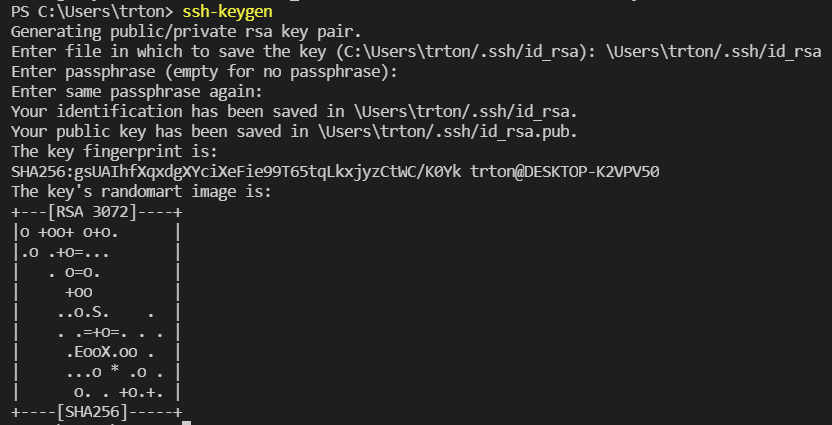 PS C:\Users\trton> ssh-keygen
Generating public/private rsa key pair.
Enter file in which to save the key (C:\Users\trton/.ssh/id_rsa): \Users\trton/.ssh/id_rsa
Enter passphrase (empty for no passphrase):
Enter same passphrase again:
Your identification has been saved in \Users\trton/.ssh/id_rsa.
Your public key has been saved in \Users\trton/.ssh/id_rsa.pub.
The key fingerprint is:
SHA256:gsUAIhfXqxdgXYciXeFie99T65tqLkxjyzCtWC/K0Yk trton@DESKTOP-K2VPV50
The key's randomart image is:
+---[RSA 3072]----+
|o +oo+ o+o.      |
|.o .+o=...       |
|   . o=o.        |
|     +oo         |
|    ..o.S.    .  |
|    . .=+o=. . . |
|     .EooX.oo .  |
|     ...o * .o . |
|      o. . +o.+. |
+----[SHA256]-----+